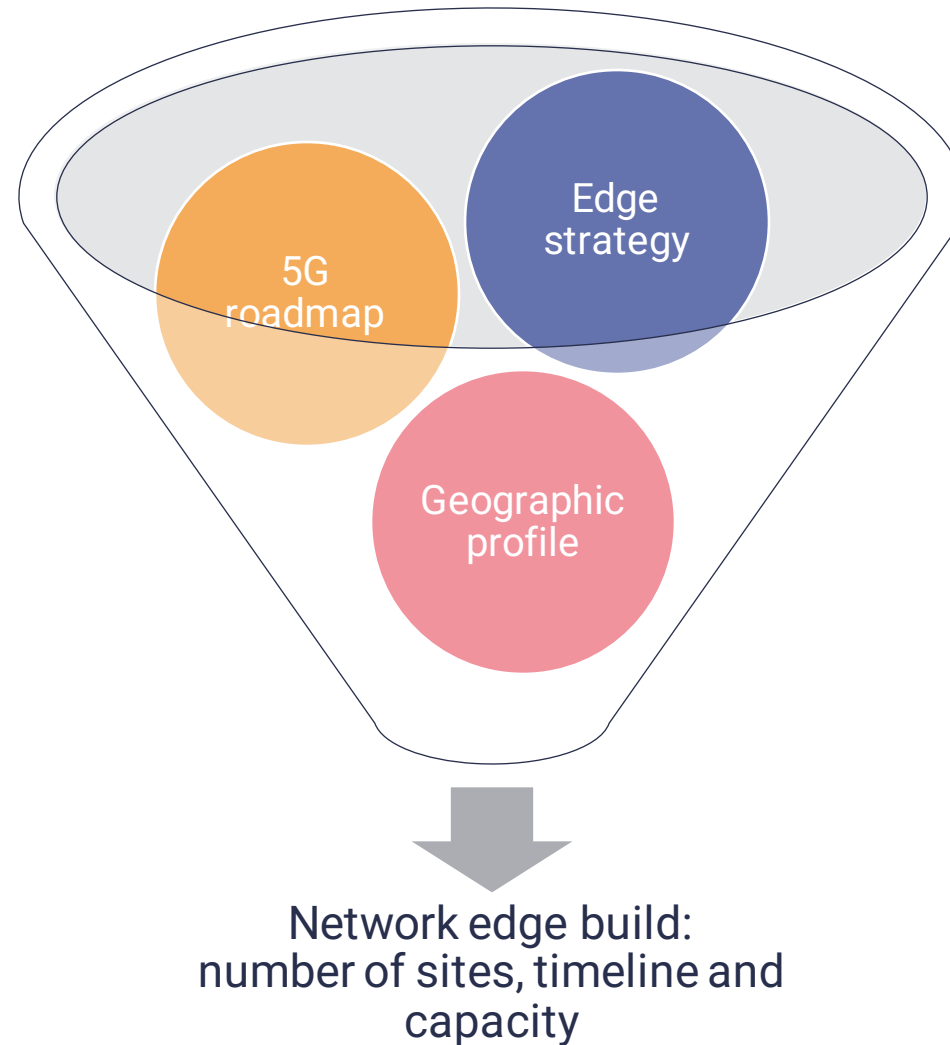 Edge
strategy
5G
roadmap
Geographic
profile
Network edge build:
number of sites, timeline and
capacity